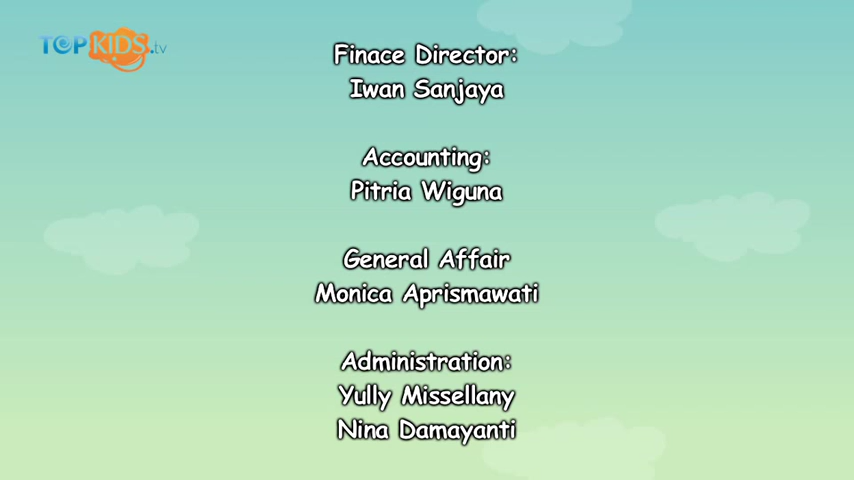 TOPKIDS.tv
Finace Director:
Iwan Sanjaya
Accounting:
Pitria Wiguna
General Affair
Monica Aprismawati
Administration:
Yully Missellany
Nina Damayanti